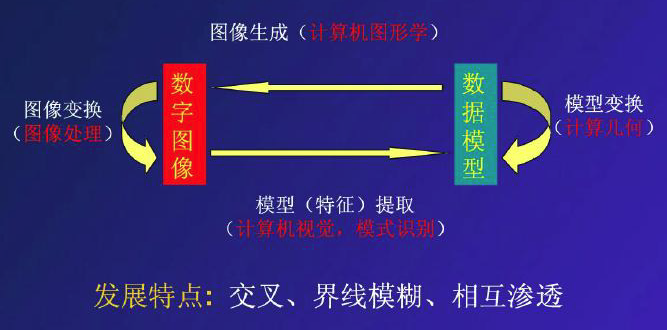 图像生成（计算机图形学）
数字图像
数据模型
图像变换
（图像处理）
模型变换
（计算几何）
模型（特征）提取
（计算机视觉，模式识别）
发展特点: 交叉、界线模糊、相互渗透